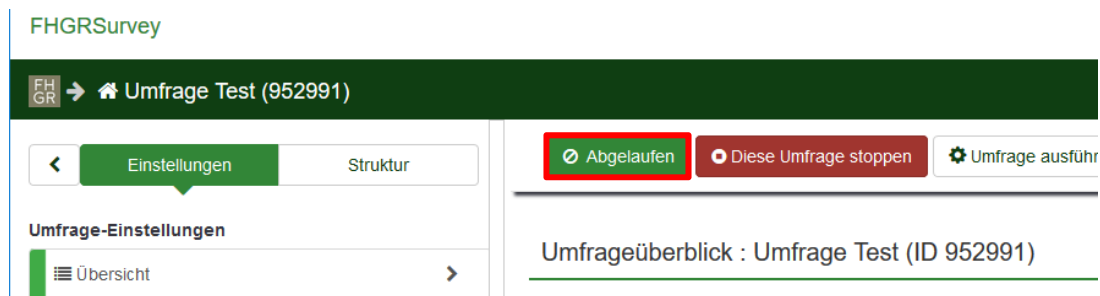 FHGRSurvey
FH GR Umfrage Test (952991)
Einstellungen Struktur
Abgelaufen Diese Umfrage stoppen Umfrage ausführ
Umfrage-Einstellungen
Übersicht
Umfrageüberblick : Umfrage Test (ID 952991)